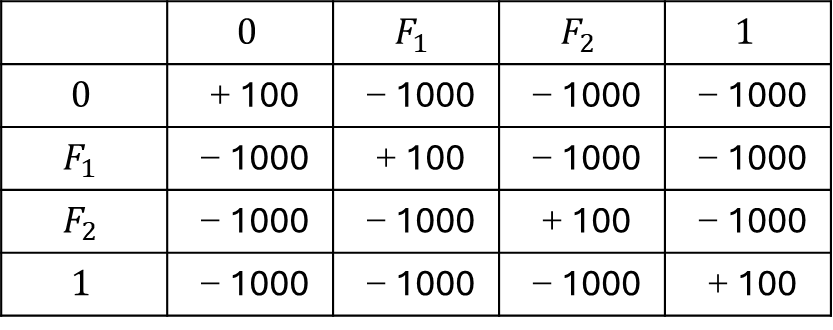 0 F₁ F₂ 1
0 + 100 − 1000 − 1000 − 1000
F₁ − 1000 + 100 − 1000 − 1000
F₂ − 1000 − 1000 + 100 − 1000
1 − 1000 − 1000 − 1000 + 100